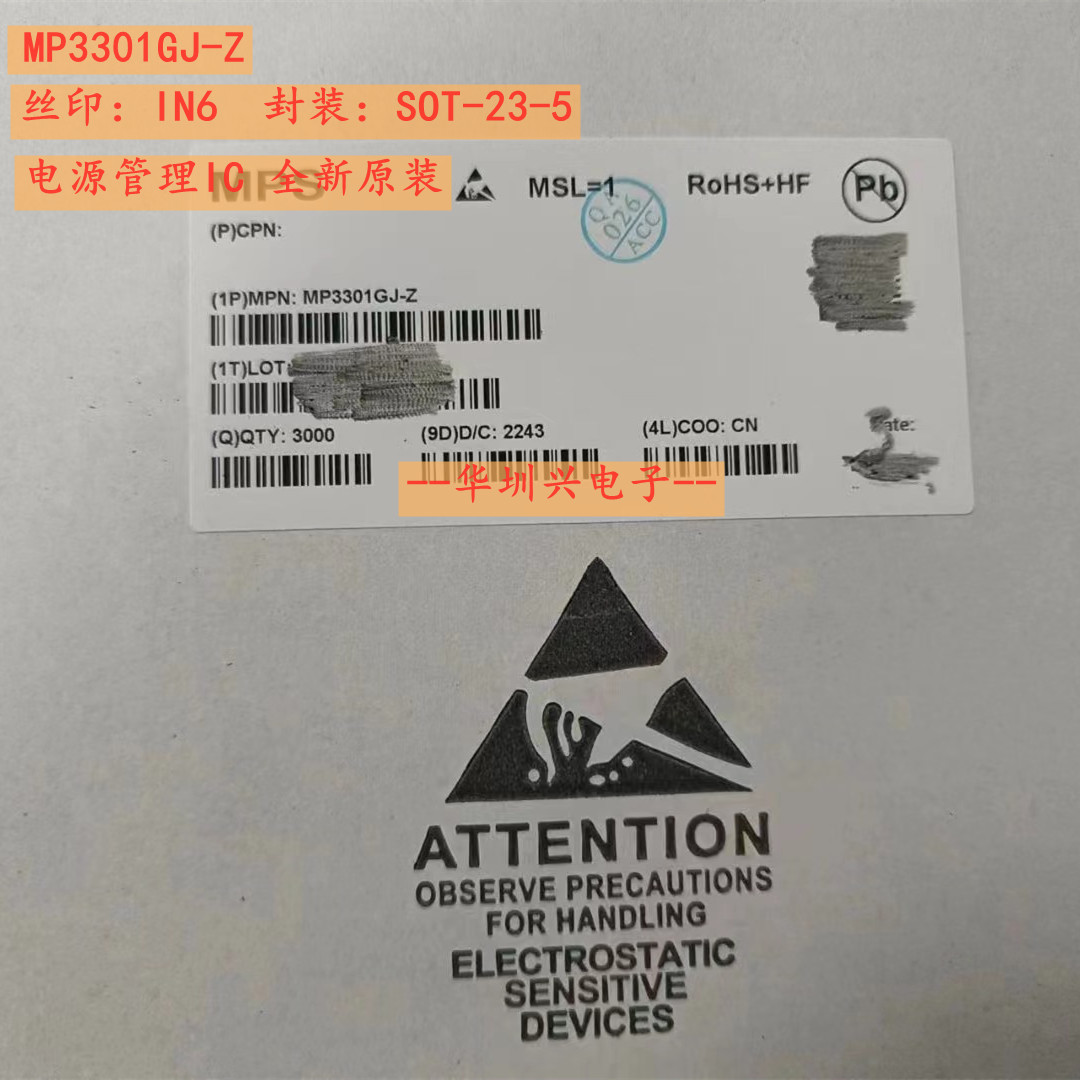 MP3301GJ-Z
丝印：IN6 封装：SOT-23-5
电源管理IC 全新原装
MPS
MSL=1
RoHS+HF
Pb
QA
026
ACC
(P)CPN:
(1P)MPN: MP3301GJ-Z
(1T)LOT:
(Q)QTY: 3000
(9D)D/C: 2243
(4L)COO: CN
--华圳兴电子--
ATTENTION
OBSERVE PRECAUTIONS
FOR HANDLING
ELECTROSTATIC
SENSITIVE
DEVICES